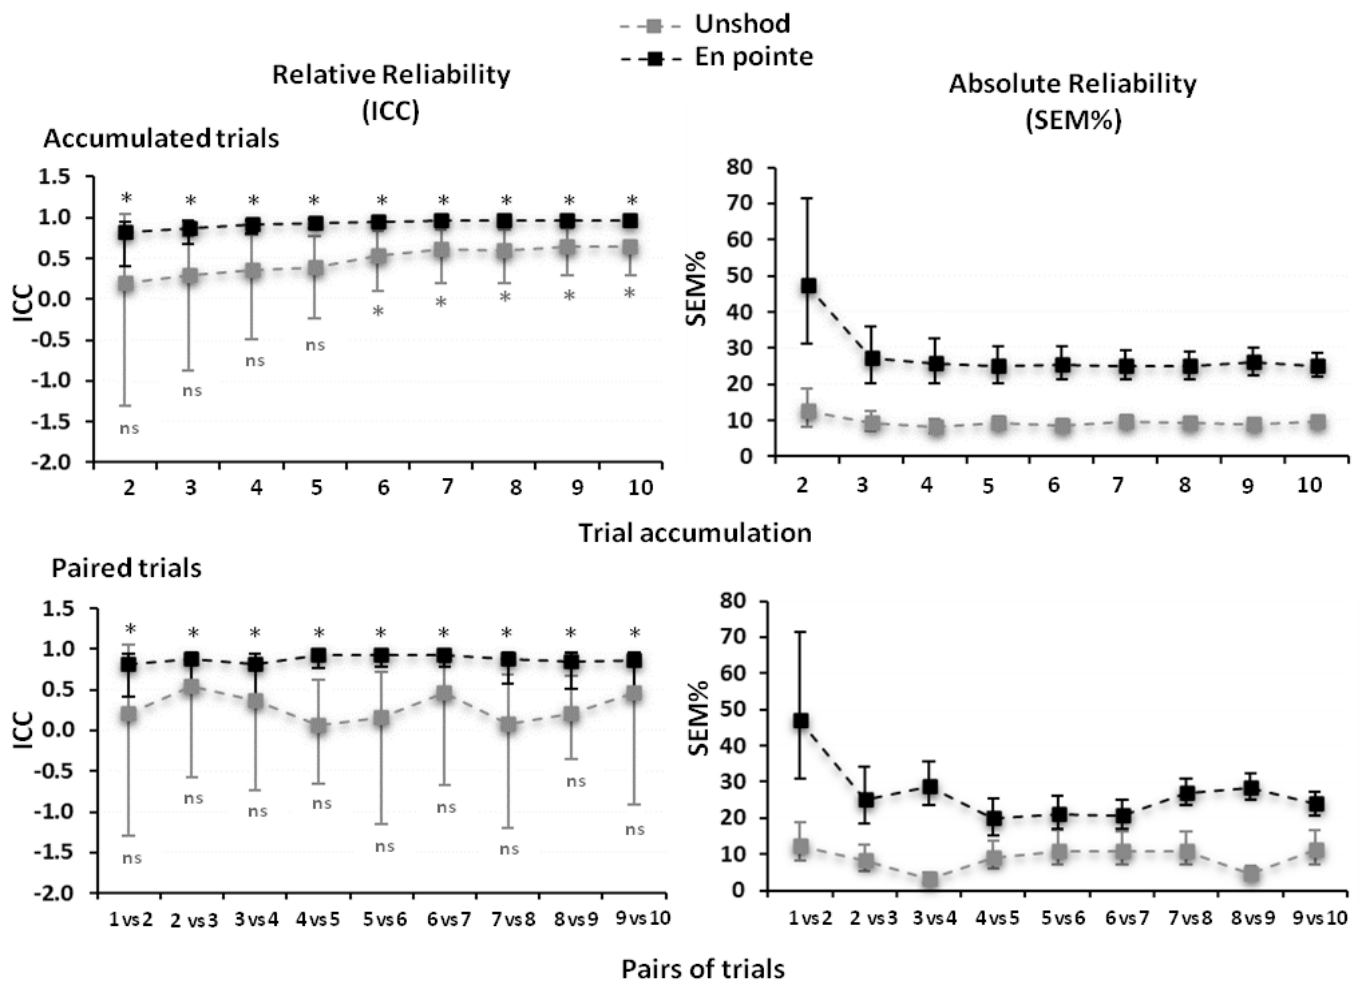 Unshod
En pointe
Relative Reliability
(ICC)
Absolute Reliability
(SEM%)
Accumulated trials
1.5
1.0
0.5
0.0
-0.5
-1.0
-1.5
-2.0
ICC
* * * * * * * * *
ns ns ns ns * * * * *
2 3 4 5 6 7 8 9 10
80
70
60
50
40
30
20
10
0
SEM%
2 3 4 5 6 7 8 9 10
Trial accumulation
Paired trials
1.5
1.0
0.5
0.0
-0.5
-1.0
-1.5
-2.0
ICC
* * * * * * * * *
ns ns ns ns ns ns ns ns ns
1 vs 2 2 vs 3 3 vs 4 4 vs 5 5 vs 6 6 vs 7 7 vs 8 8 vs 9 9 vs 10
80
70
60
50
40
30
20
10
0
SEM%
1 vs 2 2 vs 3 3 vs 4 4 vs 5 5 vs 6 6 vs 7 7 vs 8 8 vs 9 9 vs 10
Pairs of trials